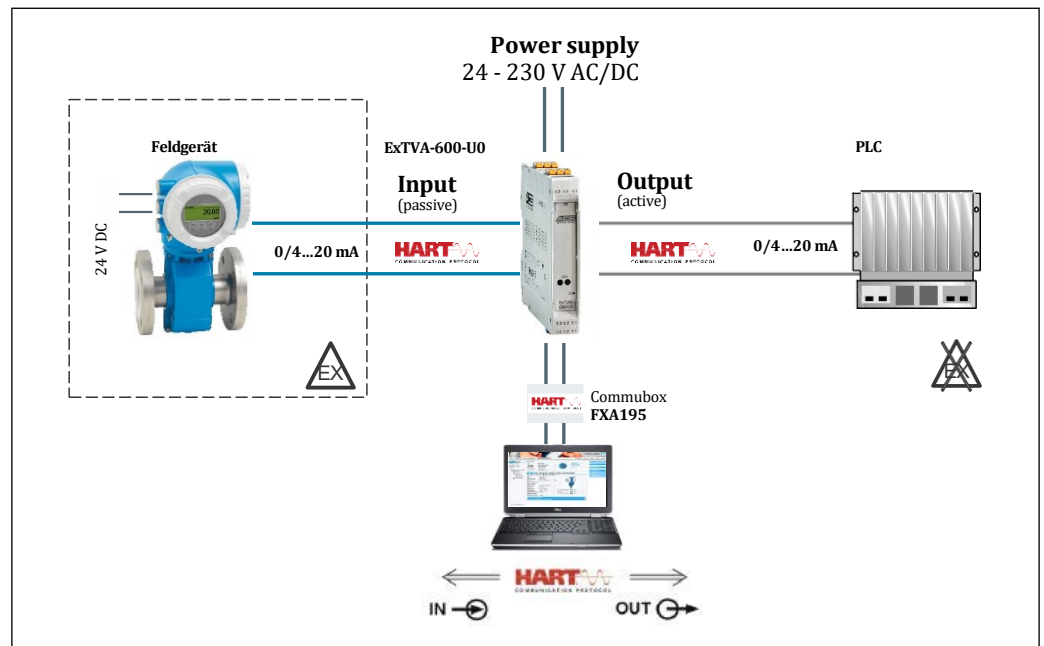 Power supply
24 - 230 V AC/DC
Feldgerät
ExTVA-600-U0
PLC
Input
(passive)
Output
(active)
24 V DC
20.00
0/4...20 mA
HART
COMMUNICATION PROTOCOL
HART
COMMUNICATION PROTOCOL
0/4...20 mA
EX
EX
HART
Commubox
FXA195
HART
COMMUNICATION PROTOCOL
IN
OUT